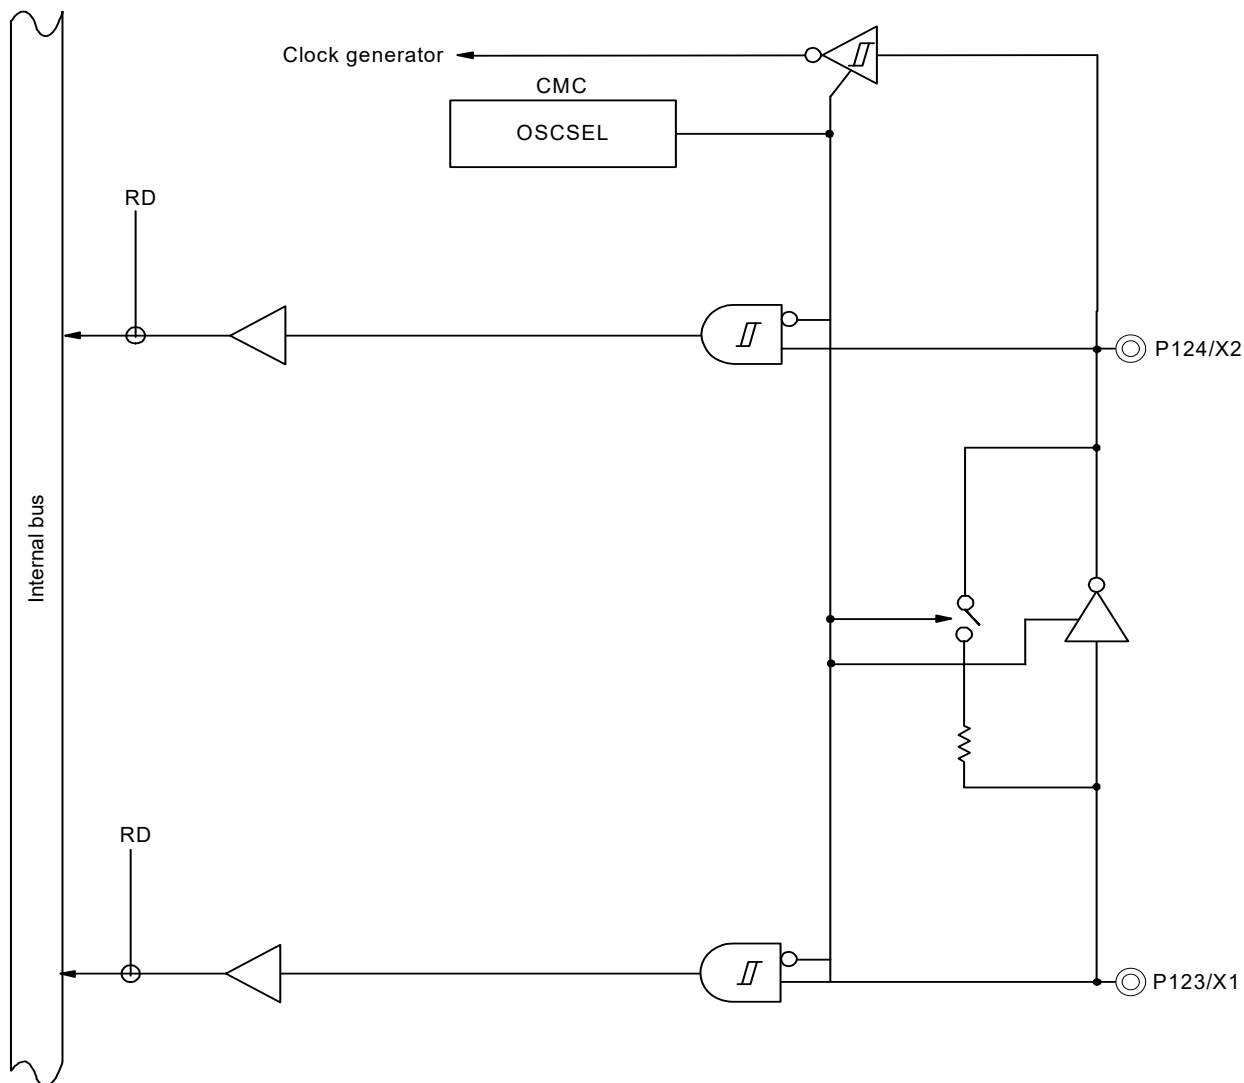 Clock generator
CMC
OSCSEL
RD
P124/X2
Internal bus
RD
P123/X1